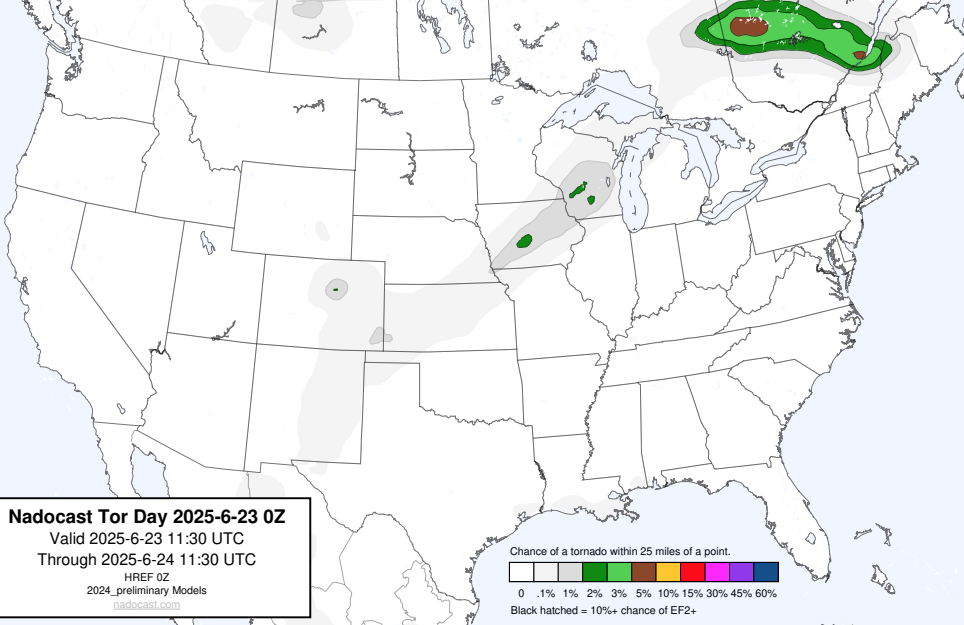 Nadocast Tor Day 2025-6-23 0Z
Valid 2025-6-23 11:30 UTC
Through 2025-6-24 11:30 UTC
HREF 0Z
2024_preliminary Models
nadocast.com
Chance of a tornado within 25 miles of a point.
0 .1% 1% 2% 3% 5% 10% 15% 30% 45% 60%
Black hatched = 10%+ chance of EF2+